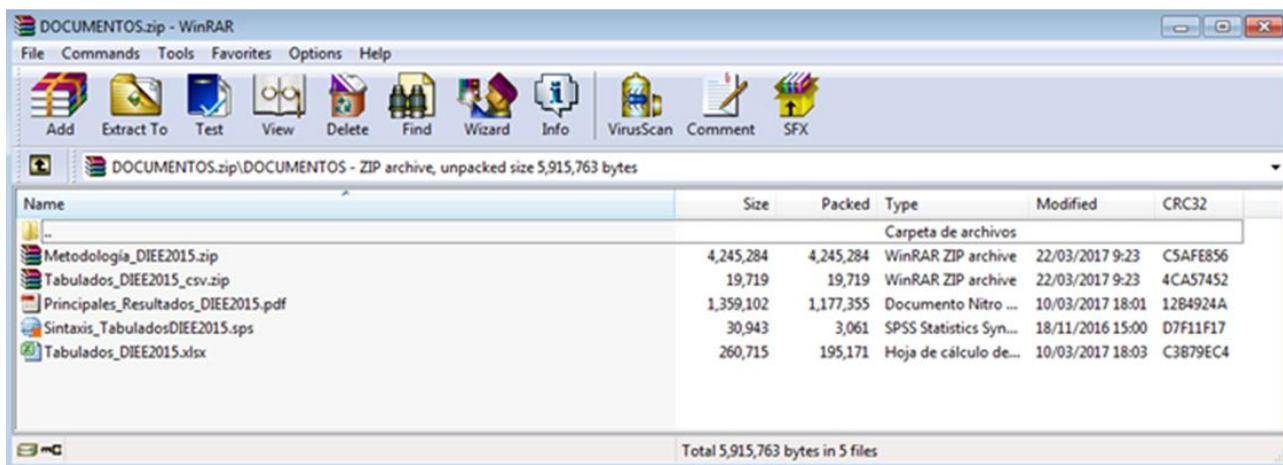 DOCUMENTOS.zip - WinRAR
File Commands Tools Favorites Options Help
Add Extract To Test View Delete Find Wizard Info VirusScan Comment SFX
DOCUMENTOS.zip\DOCUMENTOS - ZIP archive, unpacked size 5,915,763 bytes
Name Size Packed Type Modified CRC32
.. Carpeta de archivos
Metodología_DIEE2015.zip 4,245,284 4,245,284 WinRAR ZIP archive 22/03/2017 9:23 C5AFE856
Tabulados_DIEE2015_csv.zip 19,719 19,719 WinRAR ZIP archive 22/03/2017 9:23 4CA57452
Principales_Resultados_DIEE2015.pdf 1,359,102 1,177,355 Documento Nitro ... 10/03/2017 18:01 12B4924A
Sintaxis_TabuladosDIEE2015.sps 30,943 3,061 SPSS Statistics Syn... 18/11/2016 15:00 D7F11F17
Tabulados_DIEE2015.xlsx 260,715 195,171 Hoja de cálculo de... 10/03/2017 18:03 C3B79EC4
Total 5,915,763 bytes in 5 files